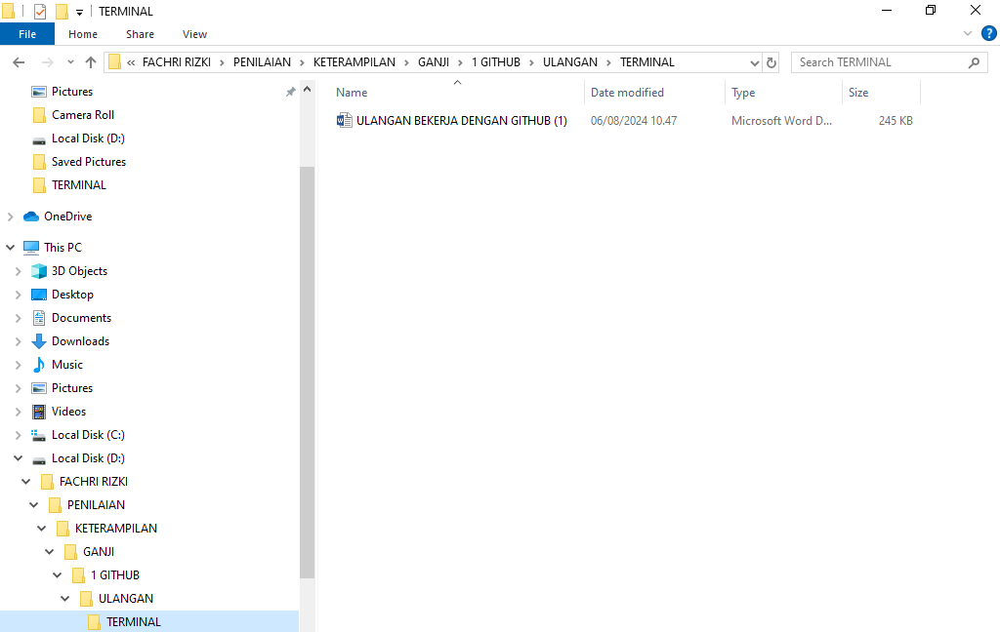 TERMINAL
File Home Share View
« FACHRI RIZKI > PENILAIAN > KETERAMPILAN > GANJI > 1 GITHUB > ULANGAN > TERMINAL
Search TERMINAL
Name Date modified Type Size
ULANGAN BEKERJA DENGAN GITHUB (1) 06/08/2024 10.47 Microsoft Word D... 245 KB
Pictures
Camera Roll
Local Disk (D:)
Saved Pictures
TERMINAL
OneDrive
This PC
3D Objects
Desktop
Documents
Downloads
Music
Pictures
Videos
Local Disk (C:)
Local Disk (D:)
FACHRI RIZKI
PENILAIAN
KETERAMPILAN
GANJI
1 GITHUB
ULANGAN
TERMINAL